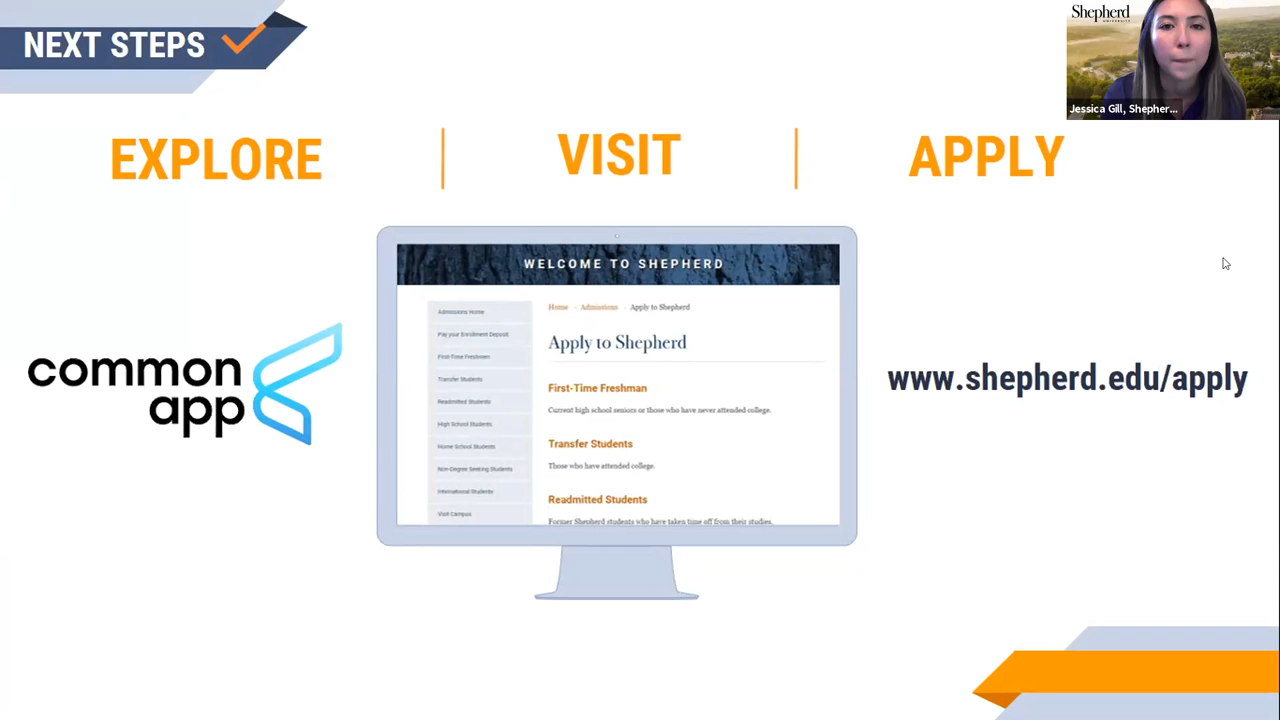 NEXT STEPS
Shepherd
UNIVERSITY
Jessica Gill, Shepher...
EXPLORE
VISIT
APPLY
WELCOME TO SHEPHERD
Admissions Home
Pay your Enrollment Deposit
First-Time Freshmen
Transfer Students
Readmitted Students
High School Students
Home School Students
Non-Degree Seeking Students
International Students
Visit Campus
Home Admissions Apply to Shepherd
Apply to Shepherd
First-Time Freshman
Current high school seniors or those who have never attended college.
Transfer Students
Those who have attended college.
Readmitted Students
Former Shepherd students who have taken time off from their studies.
common
app
www.shepherd.edu/apply